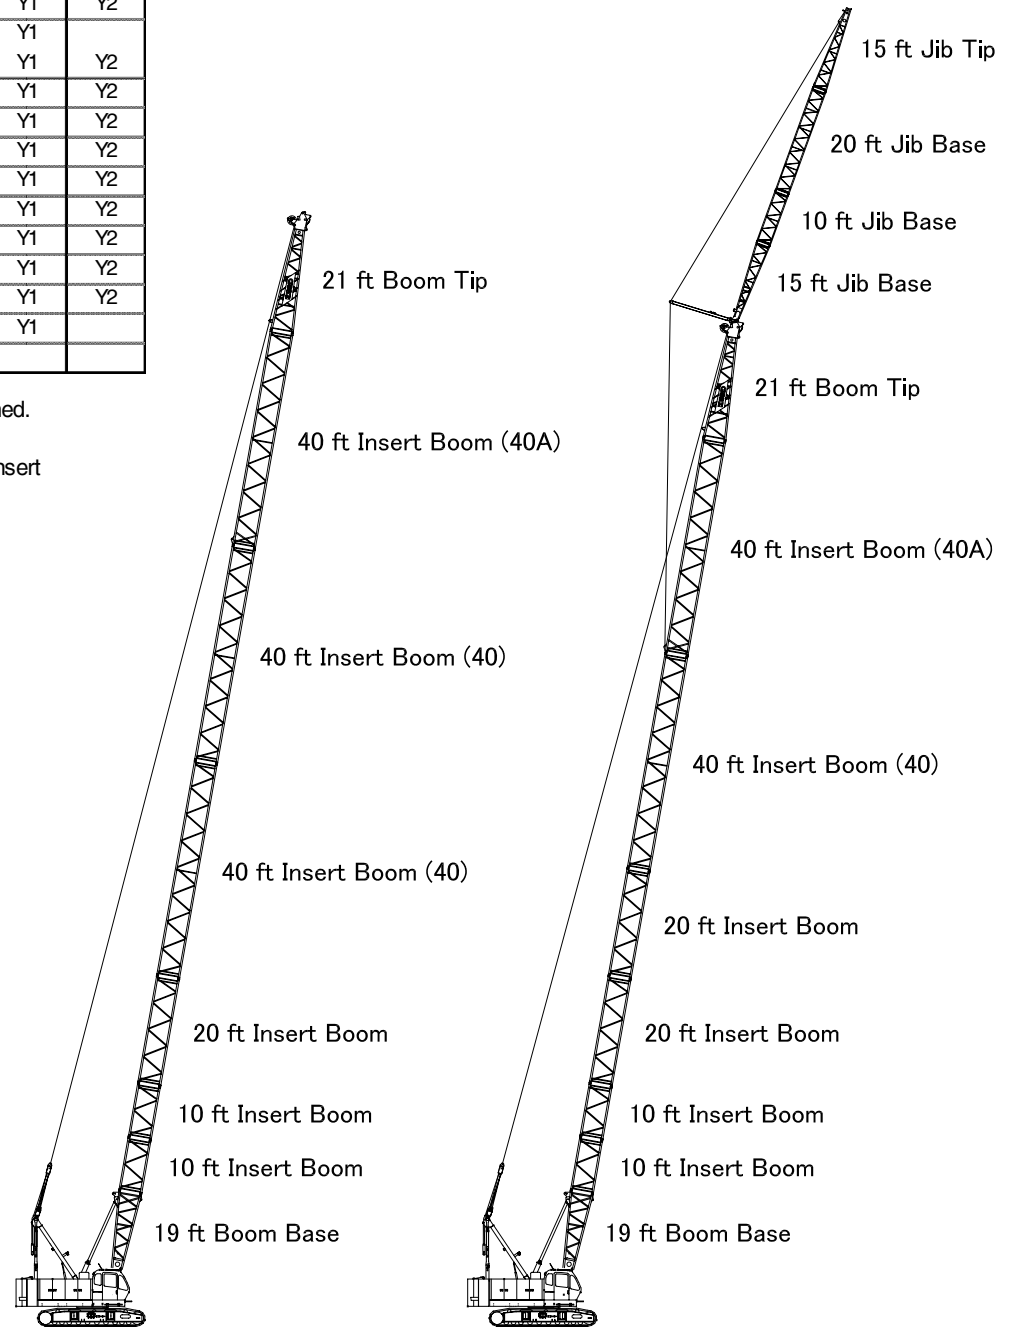 Y1 Y2
Y1
Y1 Y2
Y1 Y2
Y1 Y2
Y1 Y2
Y1 Y2
Y1 Y2
Y1 Y2
Y1 Y2
Y1 Y2
Y1
ed.
nsert
21 ft Boom Tip
40 ft Insert Boom (40A)
40 ft Insert Boom (40)
40 ft Insert Boom (40)
20 ft Insert Boom
10 ft Insert Boom
10 ft Insert Boom
19 ft Boom Base
15 ft Jib Tip
20 ft Jib Base
10 ft Jib Base
15 ft Jib Base
21 ft Boom Tip
40 ft Insert Boom (40A)
40 ft Insert Boom (40)
20 ft Insert Boom
20 ft Insert Boom
10 ft Insert Boom
10 ft Insert Boom
19 ft Boom Base